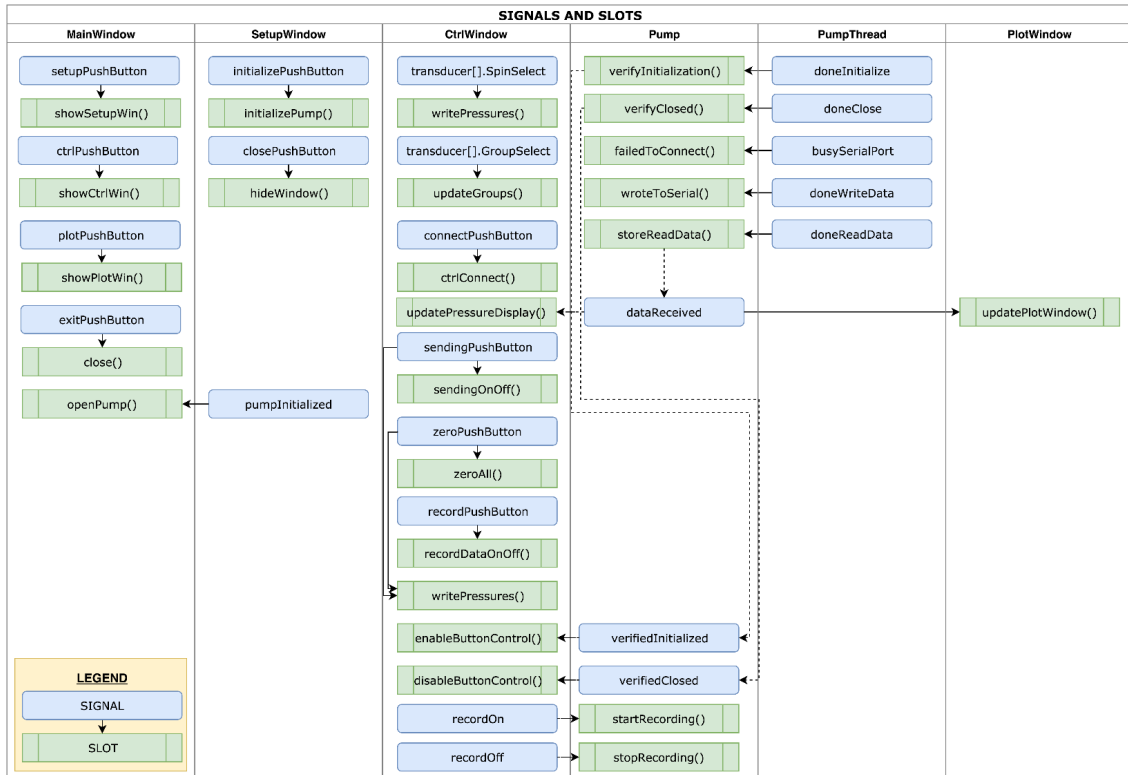 SIGNALS AND SLOTS
MainWindow
SetupWindow
CtrlWindow
Pump
PumpThread
PlotWindow
setupPushButton
initializePushButton
transducer[].SpinSelect
verifyInitialization()
doneInitialize
showSetupWin()
initializePump()
writePressures()
verifyClosed()
doneClose
ctrlPushButton
closePushButton
transducer[].GroupSelect
failedToConnect()
busySerialPort
showCtrlWin()
hideWindow()
updateGroups()
wroteToSerial()
doneWriteData
plotPushButton
connectPushButton
storeReadData()
doneReadData
showPlotWin()
ctrlConnect()
exitPushButton
updatePressureDisplay()
dataReceived
updatePlotWindow()
close()
sendingPushButton
sendingOnOff()
openPump()
pumpInitialized
zeroPushButton
zeroAll()
recordPushButton
recordDataOnOff()
writePressures()
enableButtonControl()
verifiedInitialized
disableButtonControl()
verifiedClosed
recordOn
startRecording()
recordOff
stopRecording()
LEGEND
SIGNAL
SLOT